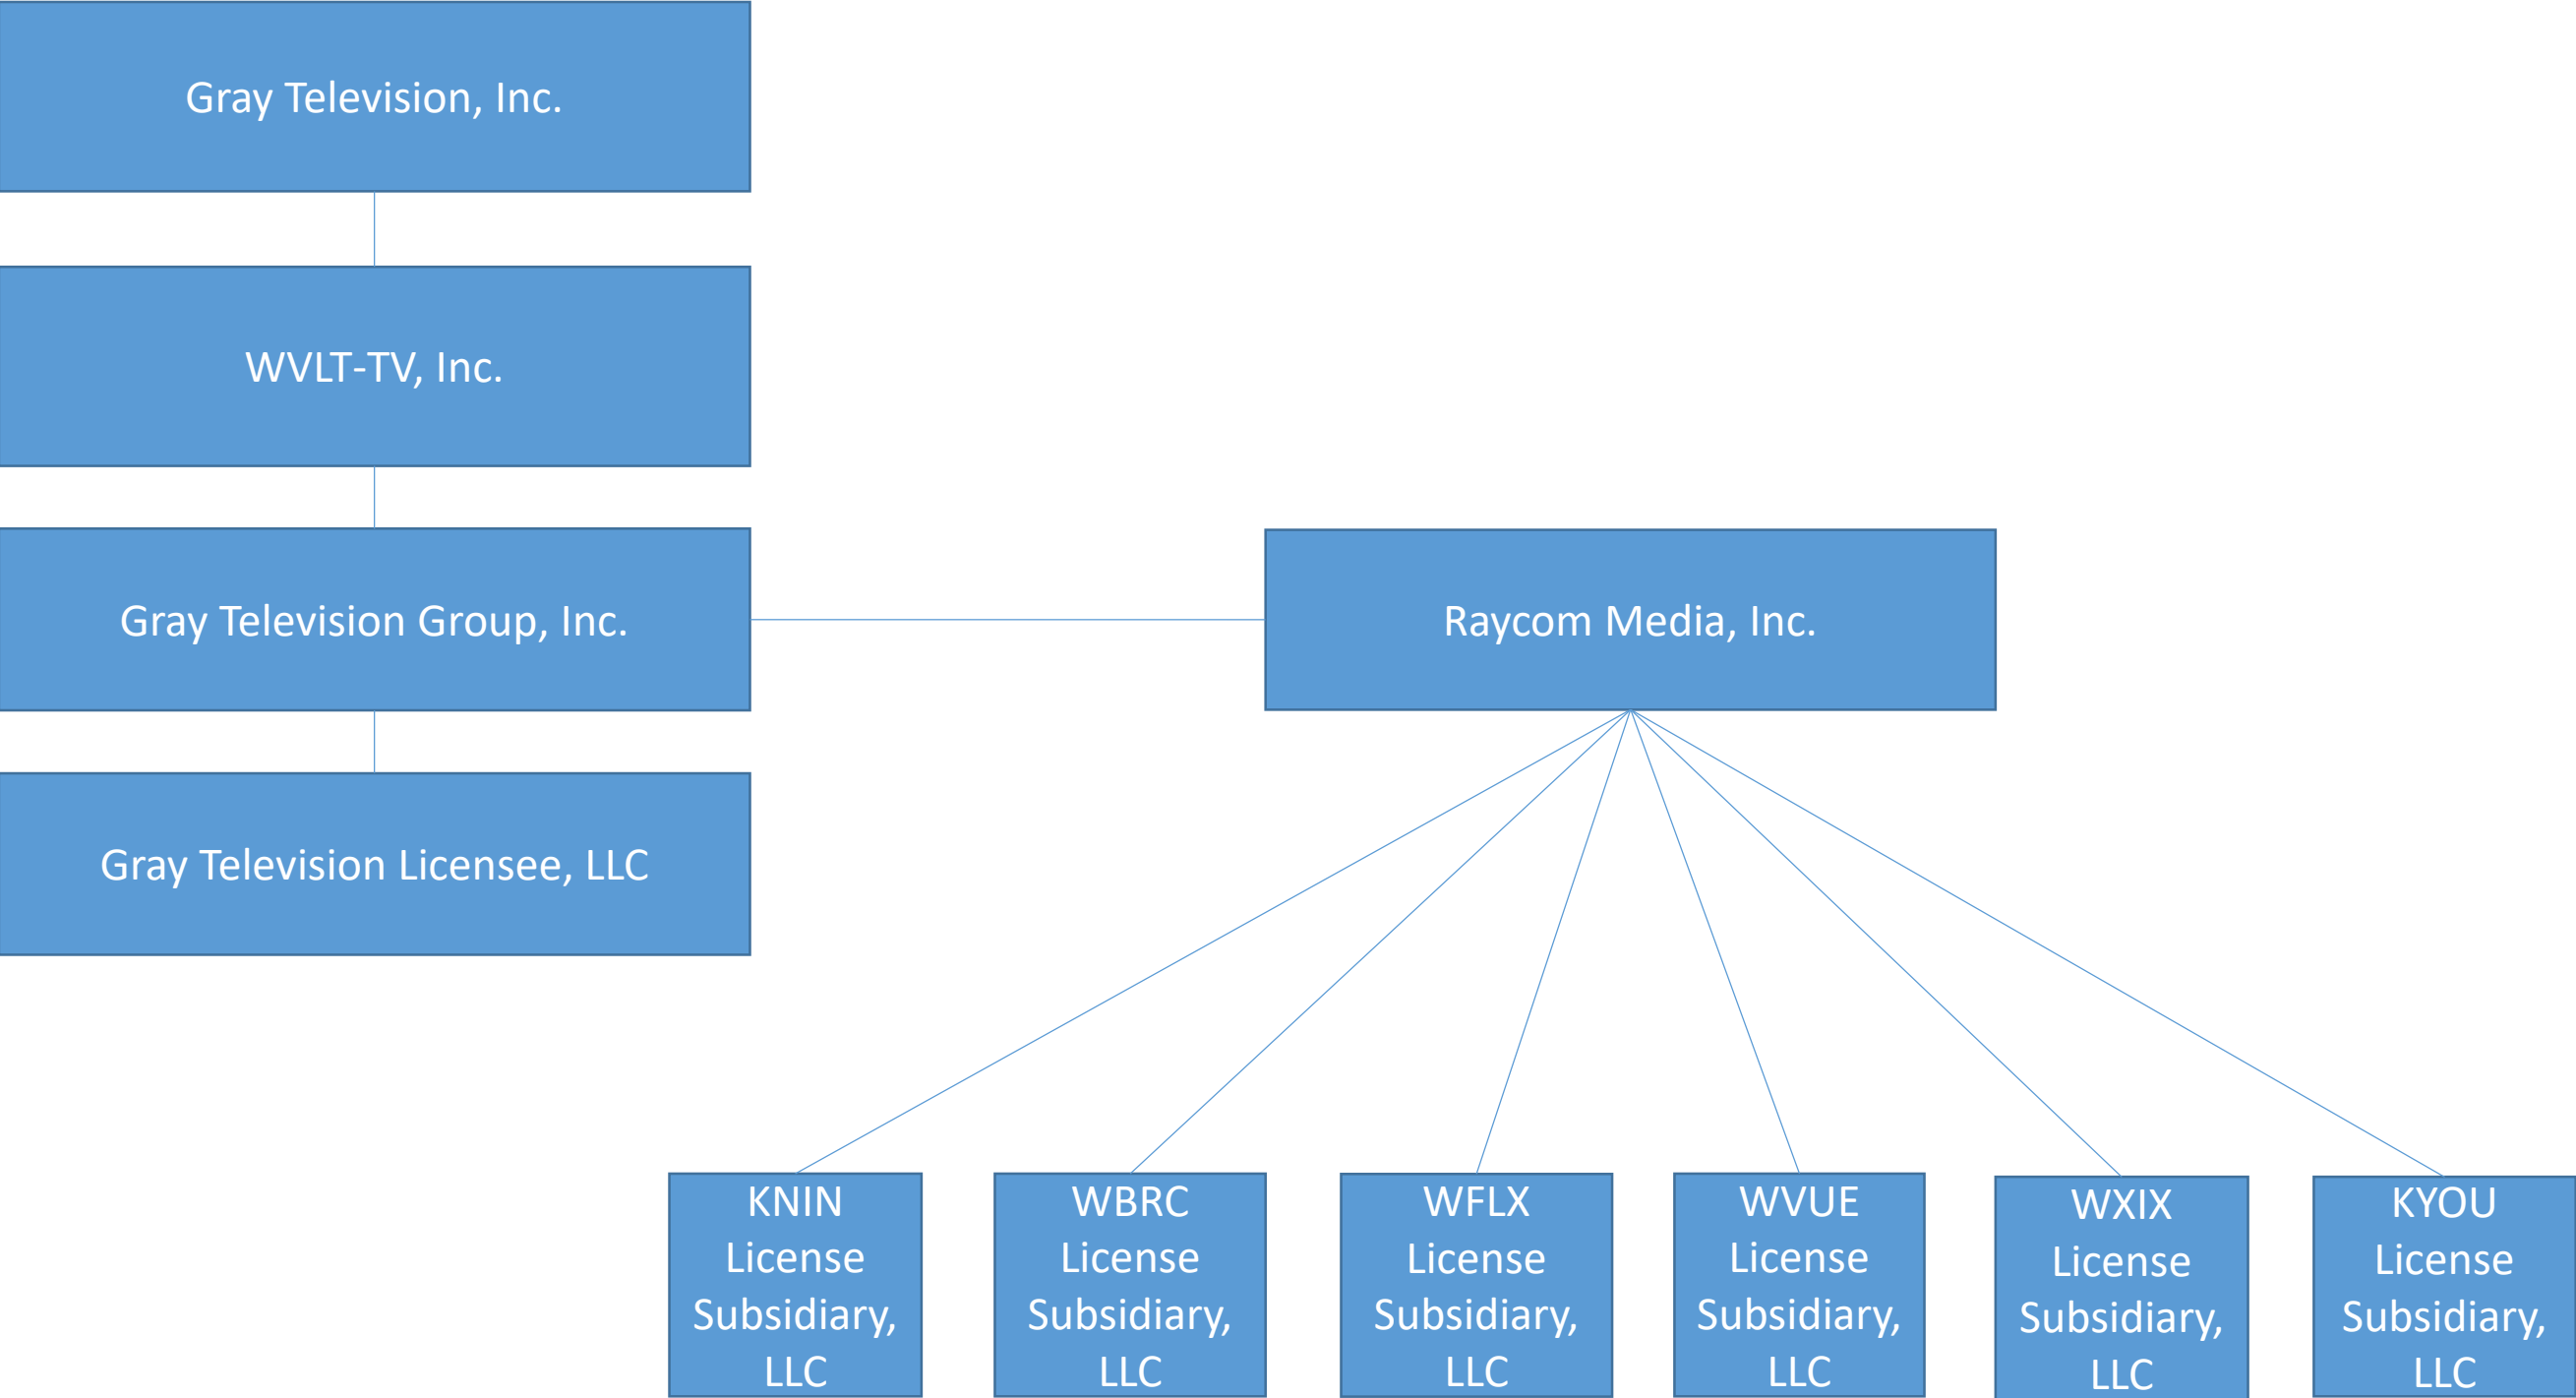 Gray Television, Inc.
WVLT-TV, Inc.
Gray Television Group, Inc.
Raycom Media, Inc.
Gray Television Licensee, LLC
KNIN
License
Subsidiary,
LLC
WBRC
License
Subsidiary,
LLC
WFLX
License
Subsidiary,
LLC
WVUE
License
Subsidiary,
LLC
WXIX
License
Subsidiary,
LLC
KYOU
License
Subsidiary,
LLC